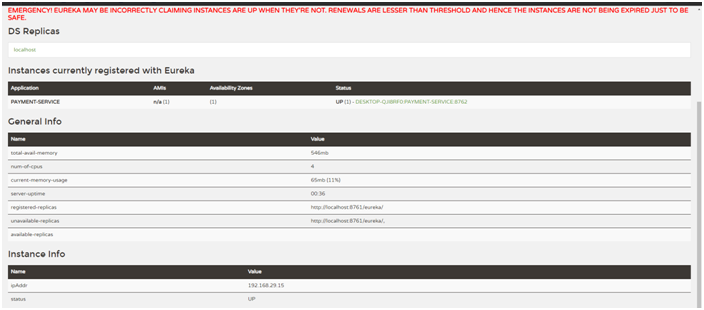 EMERGENCY! EUREKA MAY BE INCORRECTLY CLAIMING INSTANCES ARE UP WHEN THEY'RE NOT. RENEWALS ARE LESSER THAN THRESHOLD AND HENCE THE INSTANCES ARE NOT BEING EXPIRED JUST TO BE
SAFE.
DS Replicas
localhost
Instances currently registered with Eureka
Application AMIs Availability Zones Status
PAYMENT-SERVICE n/a (1) (1) UP (1) - DESKTOP-QJI8RF0:PAYMENT-SERVICE:8762
General Info
Name Value
total-avail-memory 546mb
num-of-cpus 4
current-memory-usage 65mb (11%)
server-uptime 00:36
registered-replicas http://localhost:8761/eureka/
unavailable-replicas http://localhost:8761/eureka/,
available-replicas
Instance Info
Name Value
ipAddr 192.168.29.15
status UP